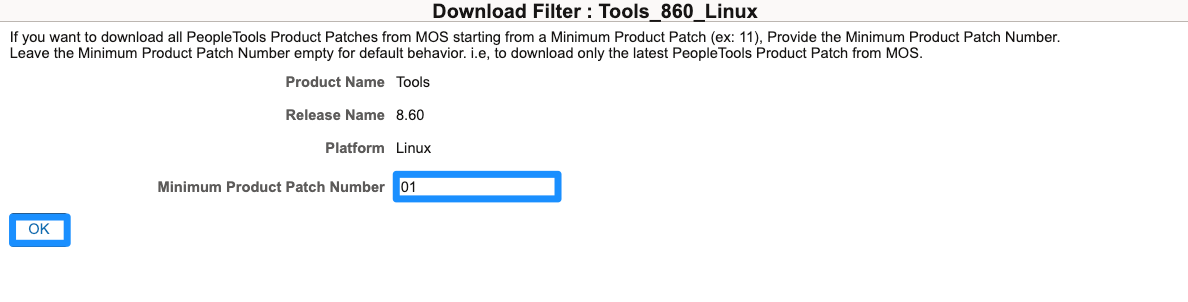 Download Filter : Tools_860_Linux
If you want to download all PeopleTools Product Patches from MOS starting from a Minimum Product Patch (ex: 11), Provide the Minimum Product Patch Number.
Leave the Minimum Product Patch Number empty for default behavior. i.e, to download only the latest PeopleTools Product Patch from MOS.
Product Name Tools
Release Name 8.60
Platform Linux
Minimum Product Patch Number 01
OK